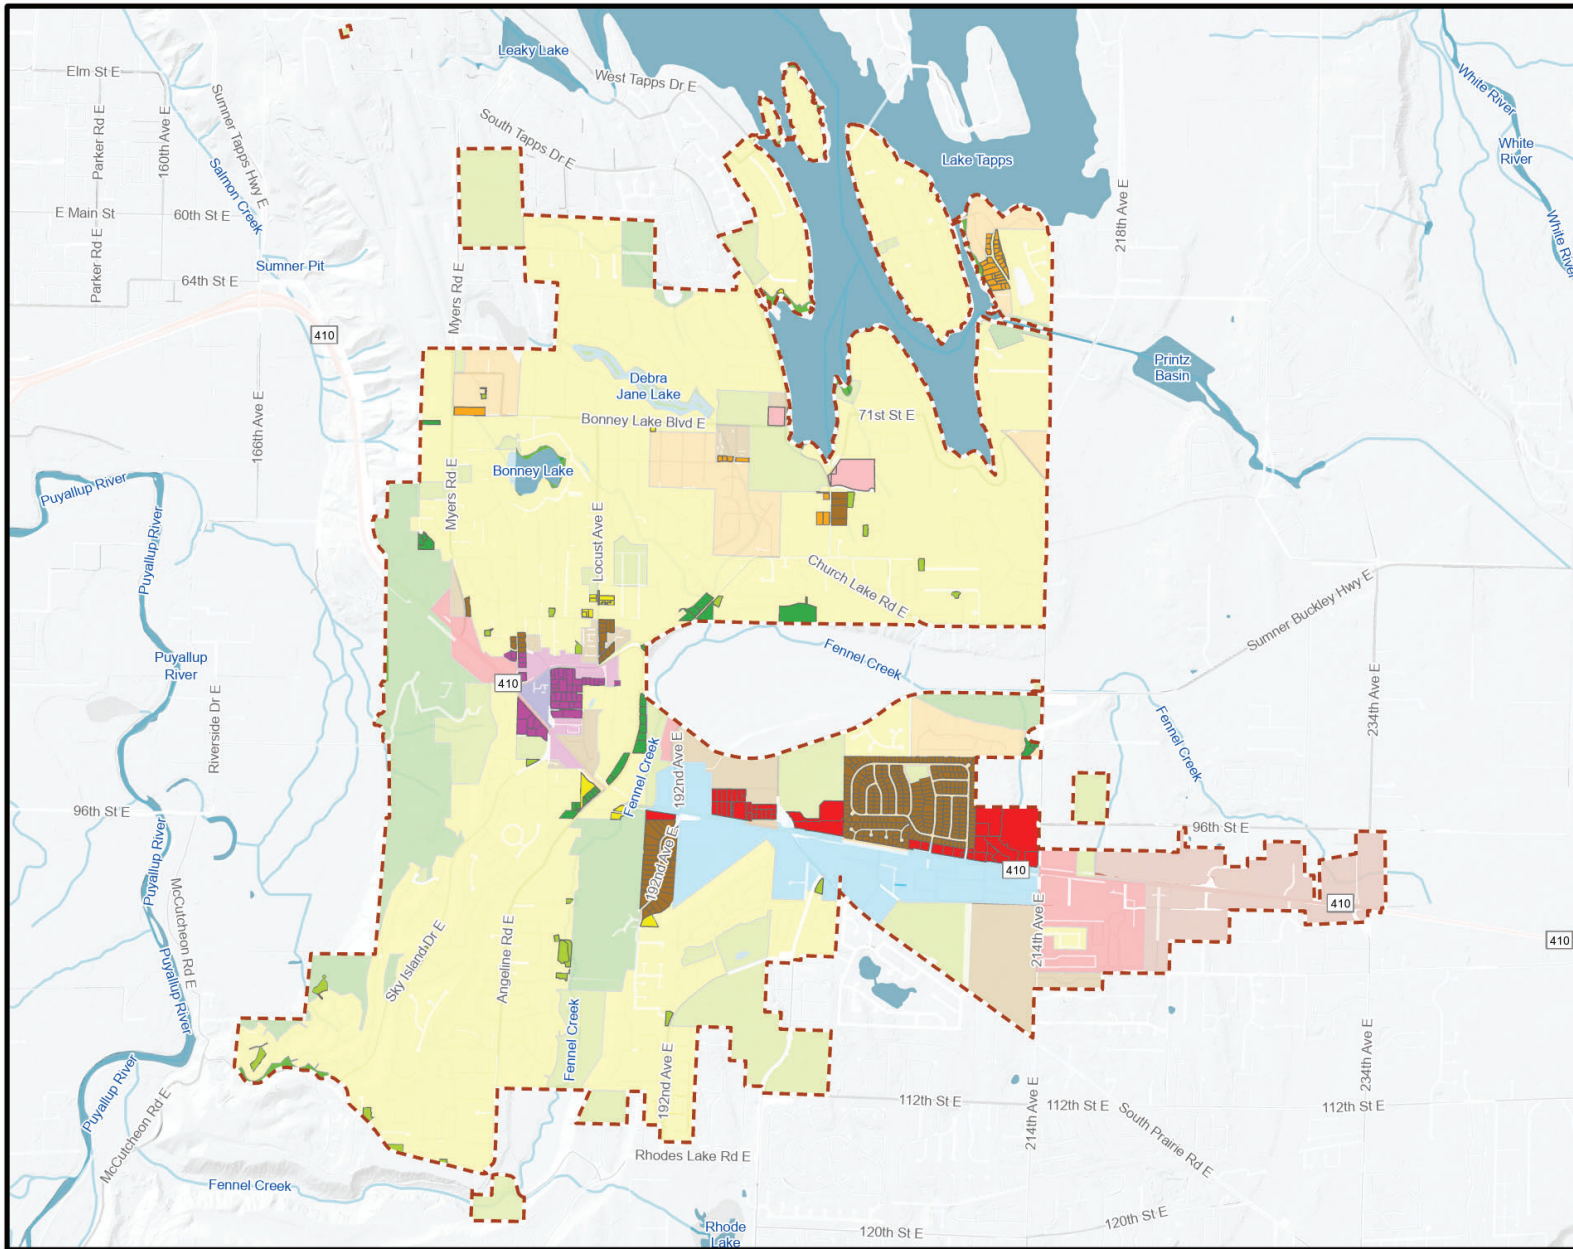 Leaky Lake
West Tapps Dr E
Elm St E
Parker Rd E
160th Ave E
Sumner Tapps Hwy E
South Tapps Dr E
White River
White
River
Lake Tapps
Salmon Creek
218th Ave E
E Main St
60th St E
White River
Parker Rd E
Sumner Pit
64th St E
Myers Rd E
410
Printz
Basin
Debra
Jane Lake
Bonney Lake Blvd E
71st St E
166th Ave E
Bonney Lake
Puyallup River
Myers Rd E
Puyallup River
Locust Ave E
Church Lake Rd E
Sumner Buckley Hwy E
Puyallup
River
Fennel Creek
410
234th Ave E
Riverside Dr E
Fennel Creek
192nd Ave E
Fennel Creek
96th St E
96th St E
Puyallup River
192nd Ave E
410
McCutcheon Rd E
410
214th Ave E
410
Sky Island Dr E
Angeline Rd E
Puyallup River
Fennel Creek
192nd Ave E
234th Ave E
Puyallup River
McCutcheon Rd E
112th St E
112th St E
112th St E
214th Ave E
South Prairie Rd E
Rhodes Lake Rd E
Fennel Creek
Rhode
Lake
120th St E
120th St E